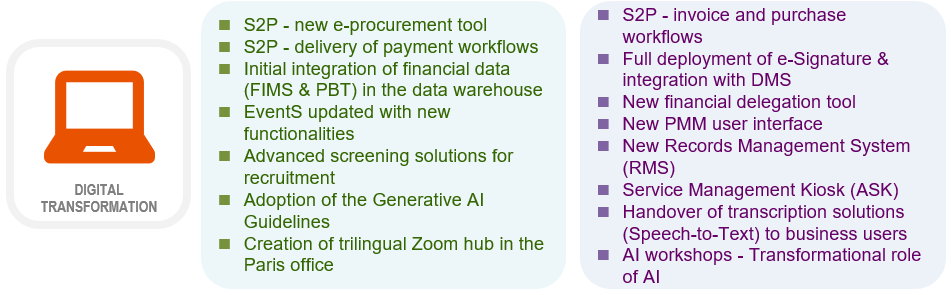 DIGITAL
TRANSFORMATION
S2P - new e-procurement tool
S2P - delivery of payment workflows
Initial integration of financial data
(FIMS & PBT) in the data warehouse
EventS updated with new
functionalities
Advanced screening solutions for
recruitment
Adoption of the Generative AI
Guidelines
Creation of trilingual Zoom hub in the
Paris office
S2P - invoice and purchase
workflows
Full deployment of e-Signature &
integration with DMS
New financial delegation tool
New PMM user interface
New Records Management System
(RMS)
Service Management Kiosk (ASK)
Handover of transcription solutions
(Speech-to-Text) to business users
AI workshops - Transformational role
of AI